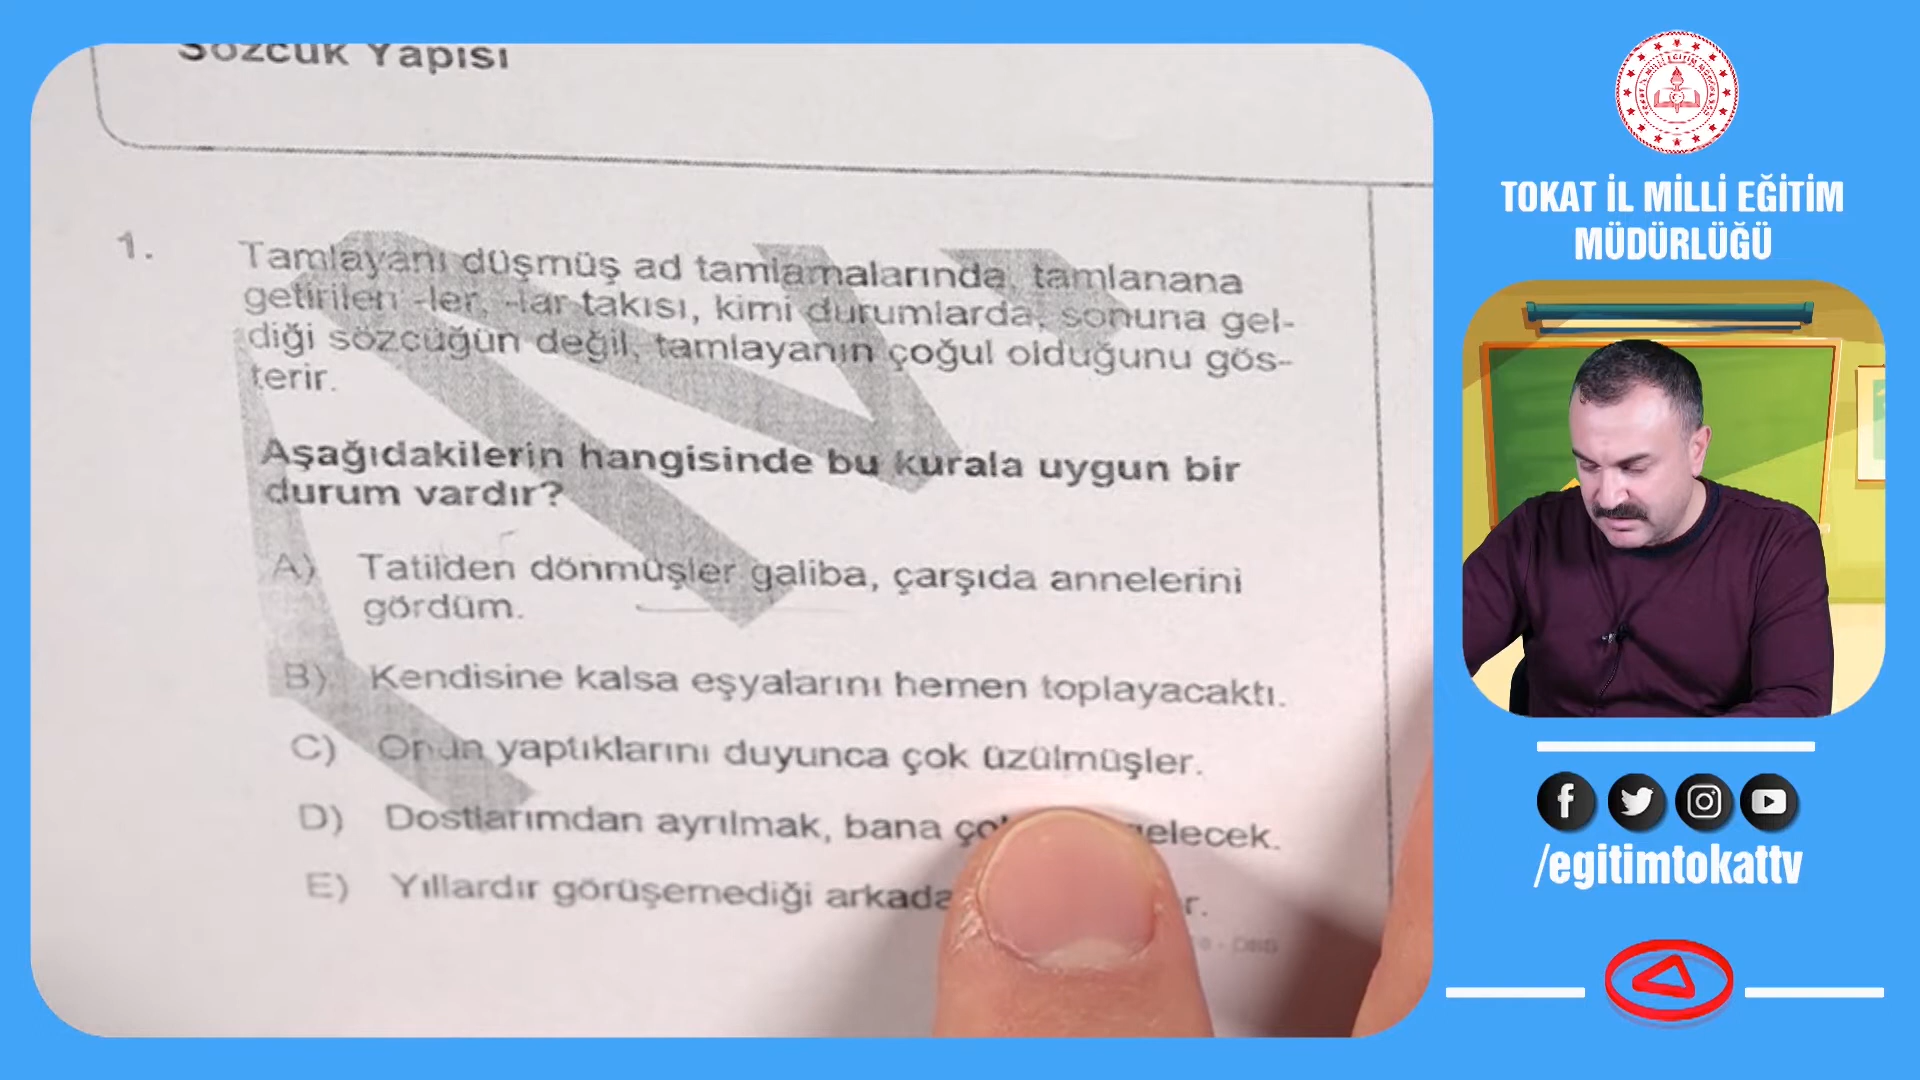 Sözcük Yapısı
1. Tamlayanı düşmüş ad tamlamalarında, tamlanana
getirilen -ler, -lar takısı, kimi durumlarda, sonuna gel-
diği sözcüğün değil, tamlayanın çoğul olduğunu gös-
terir.
Aşağıdakilerin hangisinde bu kurala uygun bir
durum vardır?
A) Tatilden dönmüşler galiba, çarşıda annelerini
gördüm.
B) Kendisine kalsa eşyalarını hemen toplayacaktı.
C) Onun yaptıklarını duyunca çok üzülmüşler.
D) Dostlarımdan ayrılmak, bana
E) Yıllardır görüşemediği
TOKAT İL MİLLİ EĞİTİM
MÜDÜRLÜĞÜ
/egitimtokattv